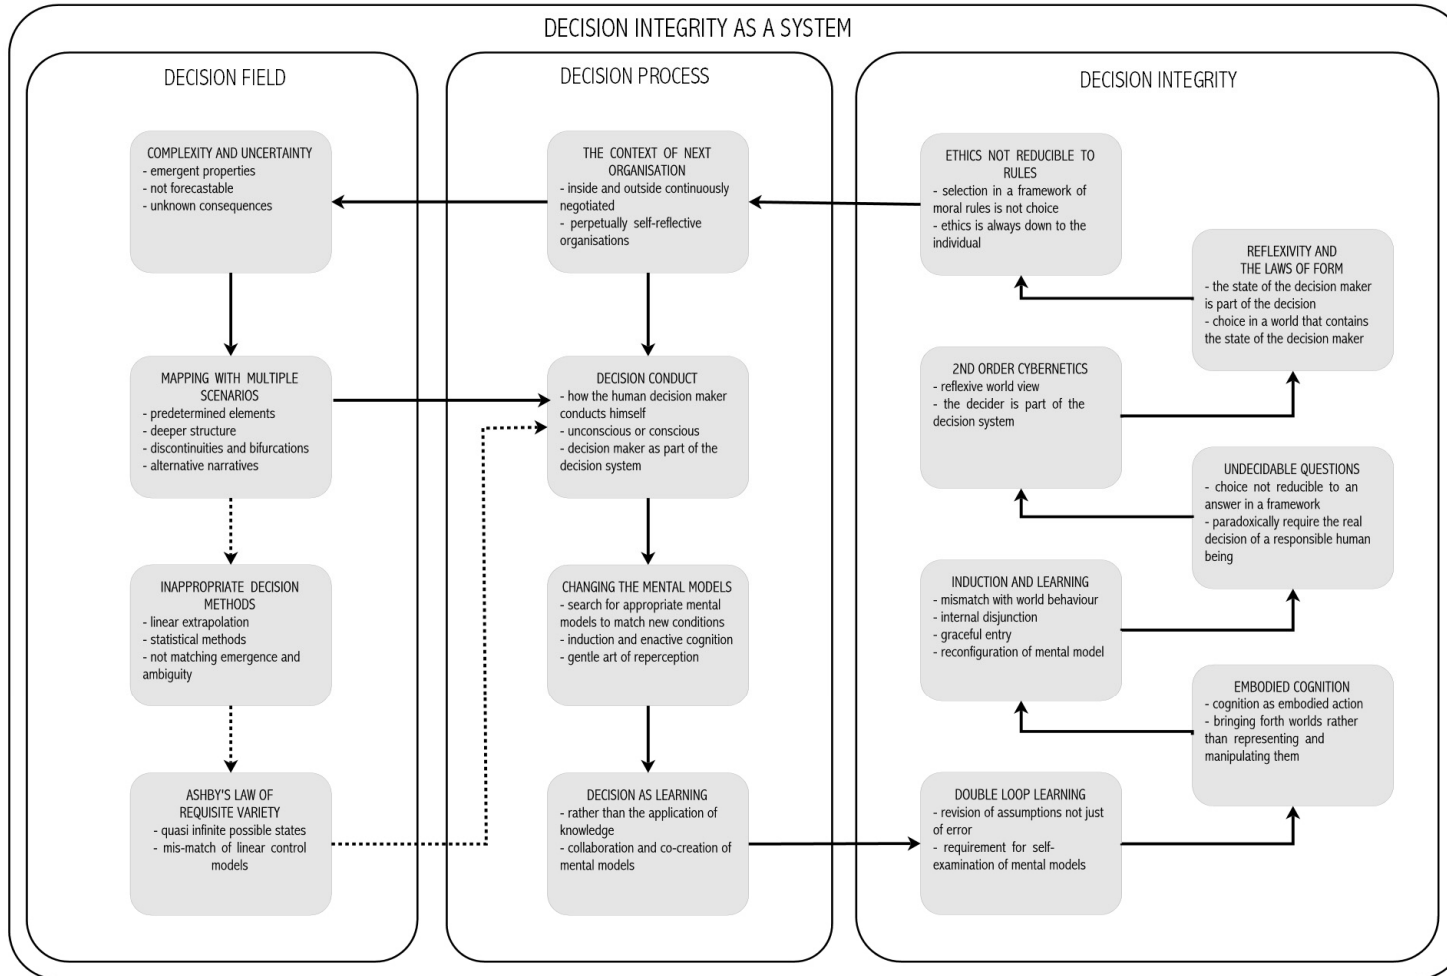 DECISION INTEGRITY AS A SYSTEM
DECISION FIELD
COMPLEXITY AND UNCERTAINTY
- emergent properties
- not forecastable
- unknown consequences
MAPPING WITH MULTIPLE
SCENARIOS
- predetermined elements
- deeper structure
- discontinuities and bifurcations
- alternative narratives
INAPPROPRIATE DECISION
METHODS
- linear extrapolation
- statistical methods
- not matching emergence and
ambiguity
ASHBY'S LAW OF
REQUISITE VARIETY
- quasi infinite possible states
- mis-match of linear control
models
DECISION PROCESS
THE CONTEXT OF NEXT
ORGANISATION
- inside and outside continuously
negotiated
- perpetually self-reflective
organisations
DECISION CONDUCT
- how the human decision maker
conducts himself
- unconscious or conscious
- decision maker as part of the
decision system
CHANGING THE MENTAL MODELS
- search for appropriate mental
models to match new conditions
- induction and enactive cognition
- gentle art of reperception
DECISION AS LEARNING
- rather than the application of
knowledge
- collaboration and co-creation of
mental models
DECISION INTEGRITY
ETHICS NOT REDUCIBLE TO
RULES
- selection in a framework of
moral rules is not choice
- ethics is always down to the
individual
REFLEXIVITY AND
THE LAWS OF FORM
- the state of the decision maker
is part of the decision
- choice in a world that contains
the state of the decision maker
2ND ORDER CYBERNETICS
- reflexive world view
- the decider is part of the
decision system
UNDECIDABLE QUESTIONS
- choice not reducible to an
answer in a framework
- paradoxically require the real
decision of a responsible human
being
INDUCTION AND LEARNING
- mismatch with world behaviour
- internal disjunction
- graceful entry
- reconfiguration of mental model
EMBODIED COGNITION
- cognition as embodied action
- bringing forth worlds rather
than representing and
manipulating them
DOUBLE LOOP LEARNING
- revision of assumptions not just
of error
- requirement for self-
examination of mental models